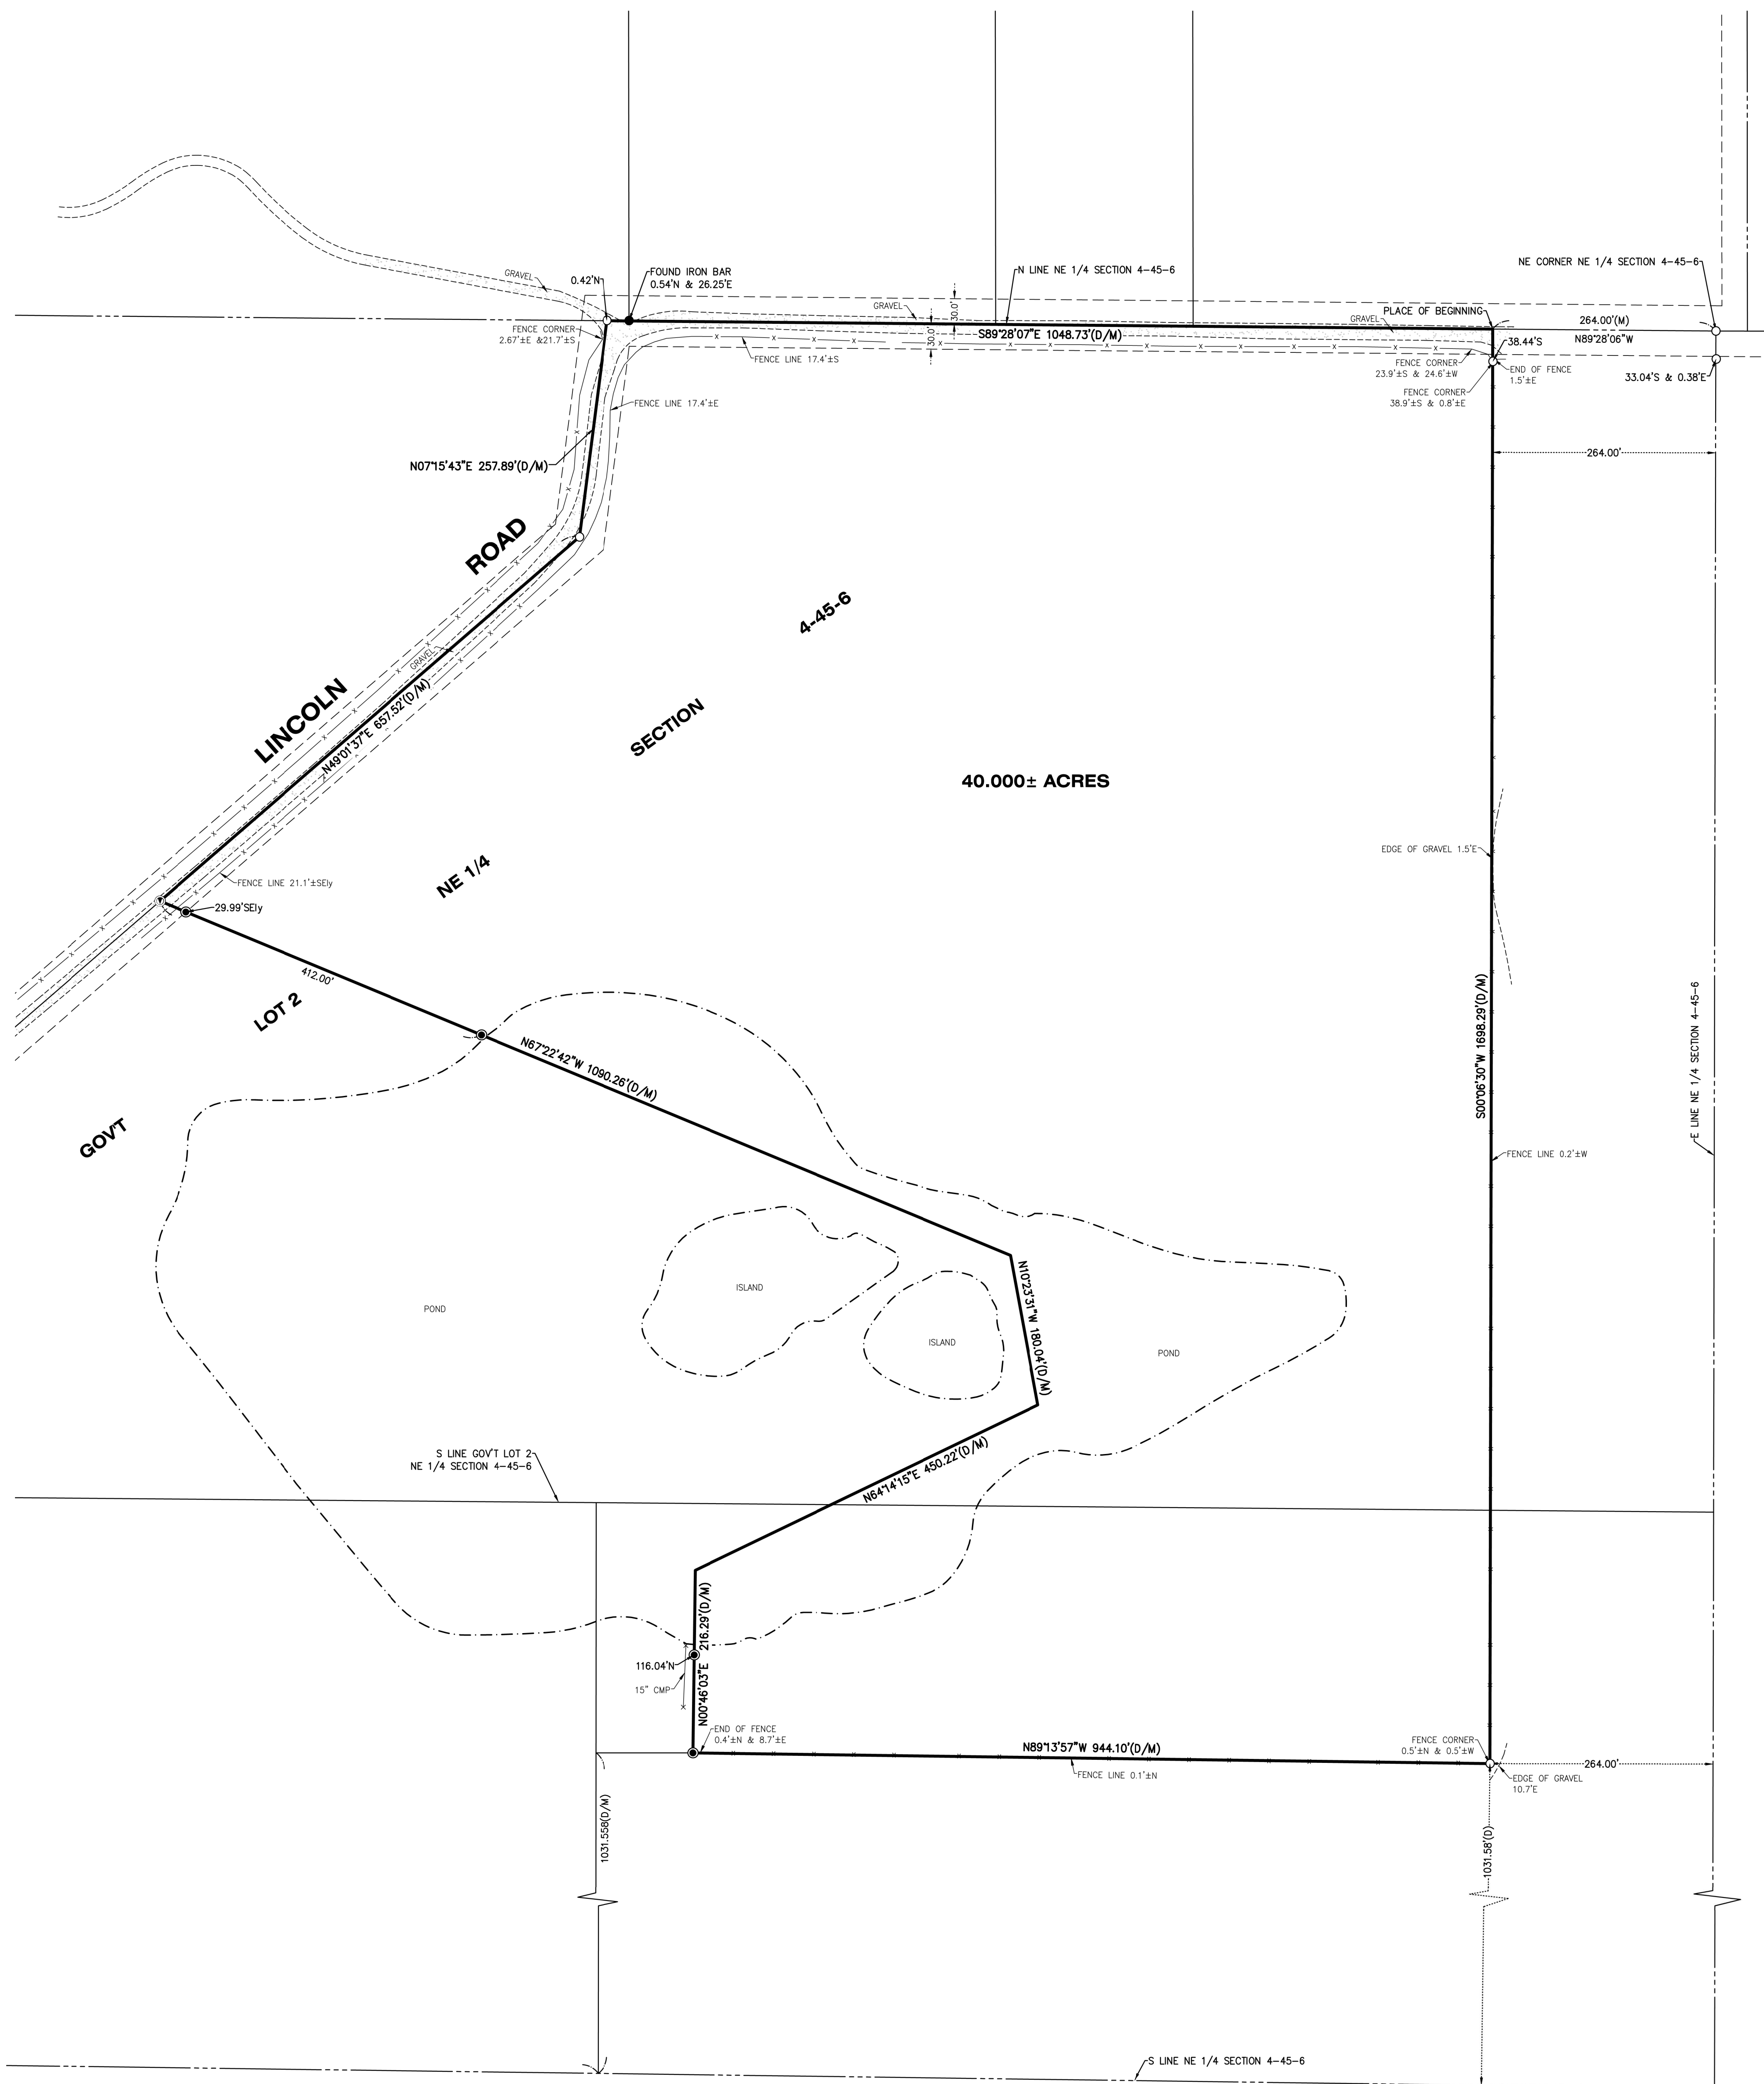 GRAVEL
0.42'N
FOUND IRON BAR
0.54'N & 26.25'E
N LINE NE 1/4 SECTION 4-45-6
NE CORNER NE 1/4 SECTION 4-45-6
FENCE CORNER
2.67'±E &21.7'±S
GRAVEL
30.0'
30.0'
S89°28'07"E 1048.73'(D/M)
GRAVEL
PLACE OF BEGINNING
264.00'(M)
N89°28'06"W
38.44'S
FENCE LINE 17.4'±S
FENCE CORNER
23.9'±S & 24.6'±W
END OF FENCE
1.5'±E
33.04'S & 0.38'E
FENCE CORNER
38.9'±S & 0.8'±E
FENCE LINE 17.4'±E
N07°15'43"E 257.89'(D/M)
264.00'
LINCOLN ROAD
GRAVEL
N49°01'37"E 657.52'(D/M)
GOV'T LOT 2 NE 1/4 SECTION 4-45-6
40.000± ACRES
EDGE OF GRAVEL 1.5'E
FENCE LINE 21.1'±SEly
29.99'SEly
412.00'
N67°22'42"W 1090.26'(D/M)
S00°06'30"W 1698.29'(D/M)
E LINE NE 1/4 SECTION 4-45-6
FENCE LINE 0.2'±W
ISLAND
POND
ISLAND
POND
N10°23'31"W 180.04'(D/M)
S LINE GOV'T LOT 2
NE 1/4 SECTION 4-45-6
N64°14'15"E 450.22'(D/M)
N00°46'03"E 216.29'(D/M)
116.04'N
15" CMP
END OF FENCE
0.4'±N & 8.7'±E
N89°13'57"W 944.10'(D/M)
FENCE LINE 0.1'±N
FENCE CORNER
0.5'±N & 0.5'±W
264.00'
EDGE OF GRAVEL
10.7'E
1031.558(D/M)
1031.58'(D)
S LINE NE 1/4 SECTION 4-45-6